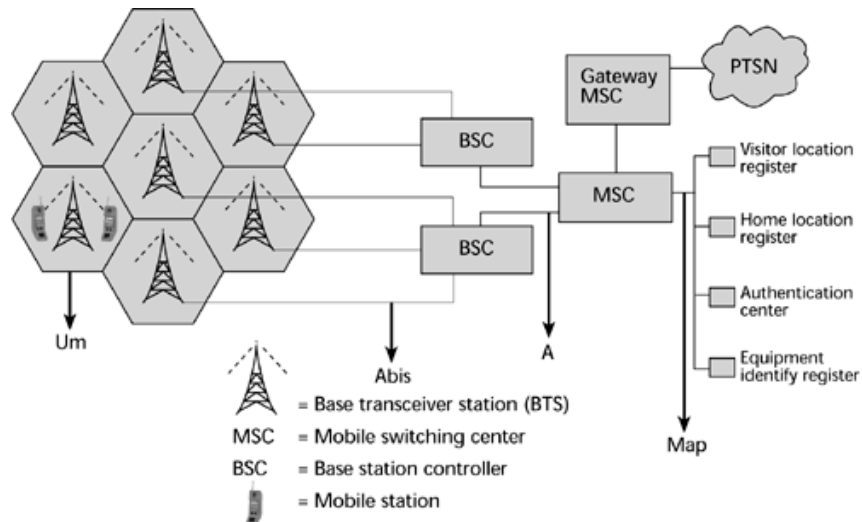 Gateway
MSC
PTSN
BSC
Visitor location
register
MSC
Home location
register
BSC
Authentication
center
Um
A
Equipment
identify register
Abis
= Base transceiver station (BTS)
MSC = Mobile switching center
Map
BSC = Base station controller
= Mobile station